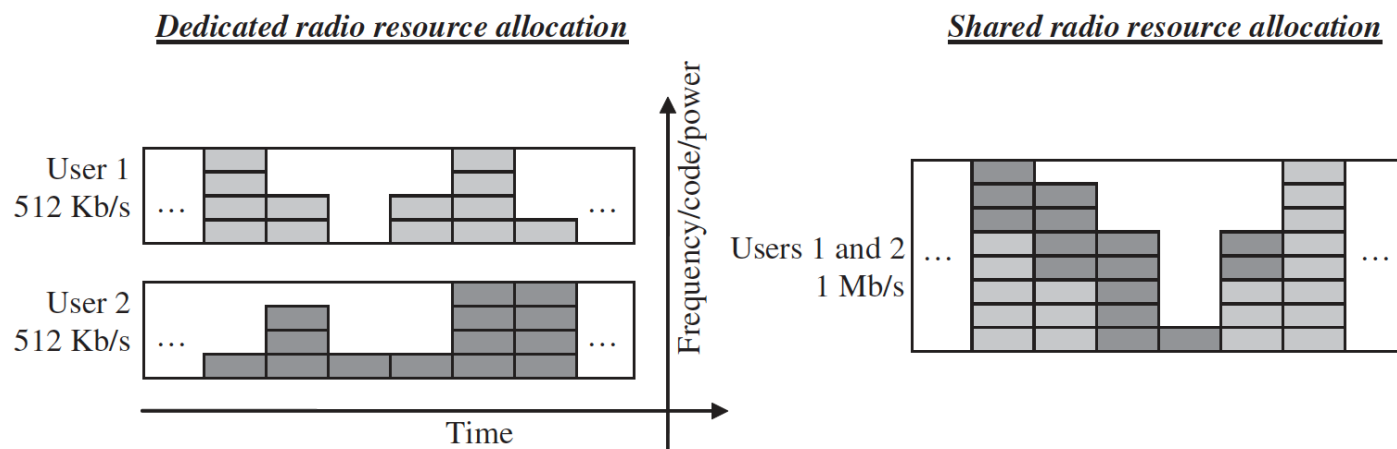 Dedicated radio resource allocation
User 1
512 Kb/s
…
…
User 2
512 Kb/s
…
…
Time
Frequency/code/power
Shared radio resource allocation
Users 1 and 2
1 Mb/s
…
…